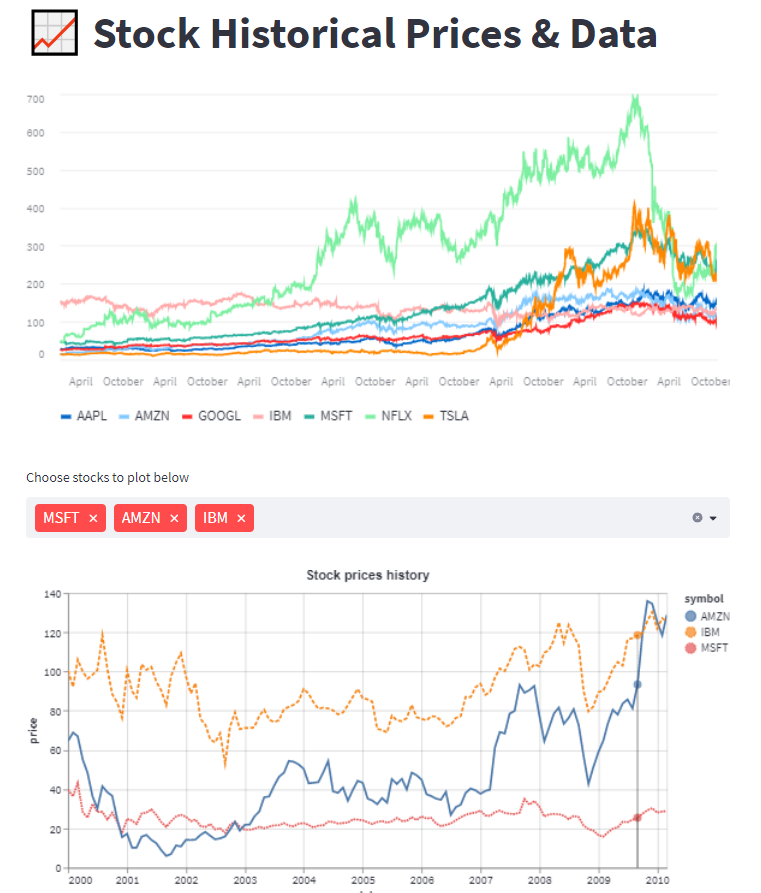 Stock Historical Prices & Data
700
600
500
400
300
200
100
0
April October April October April October April October April October April October April October April October
AAPL AMZN GOOGL IBM MSFT NFLX TSLA
Choose stocks to plot below
MSFT × AMZN × IBM ×
Stock prices history
140
120
100
80
60
40
20
0
price
2000 2001 2002 2003 2004 2005 2006 2007 2008 2009 2010
symbol
AMZN
IBM
MSFT